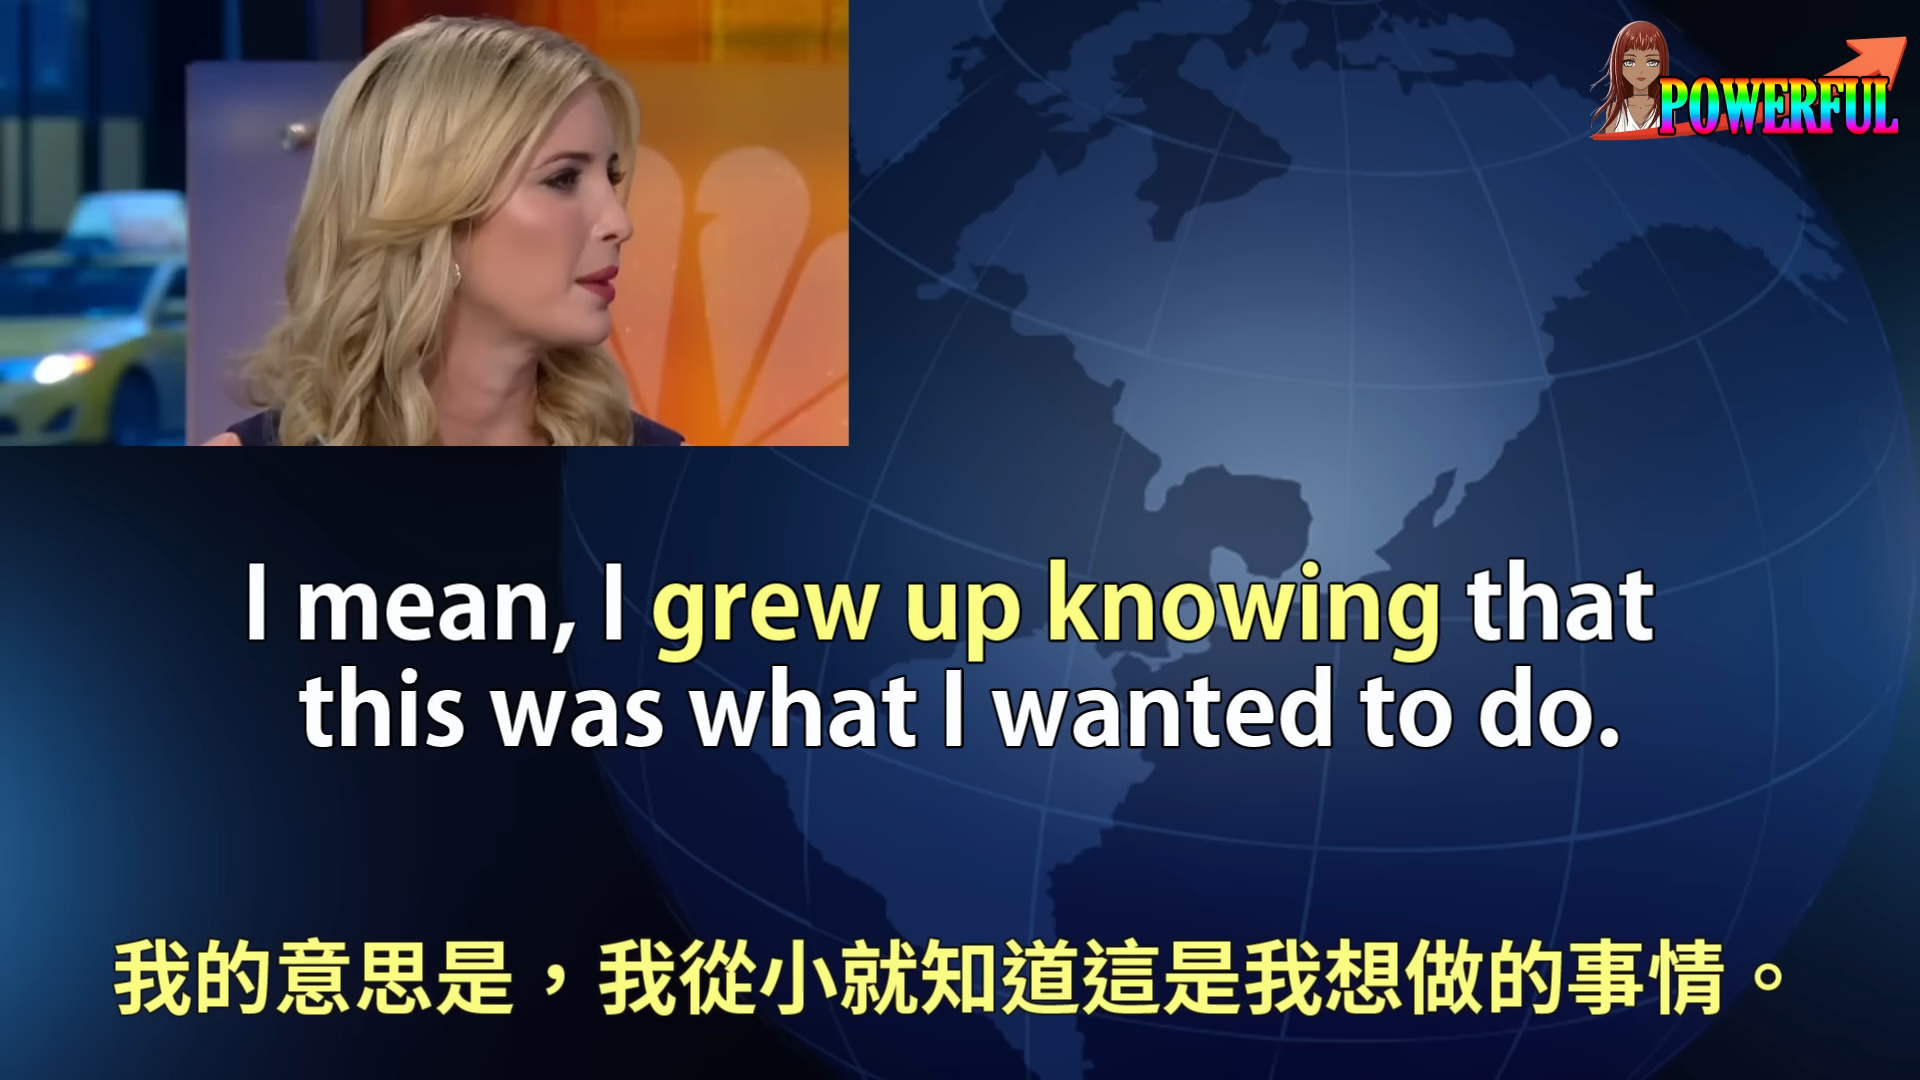 POWERFUL
I mean, I grew up knowing that
this was what I wanted to do.
我的意思是，我從小就知道這是我想做的事情。